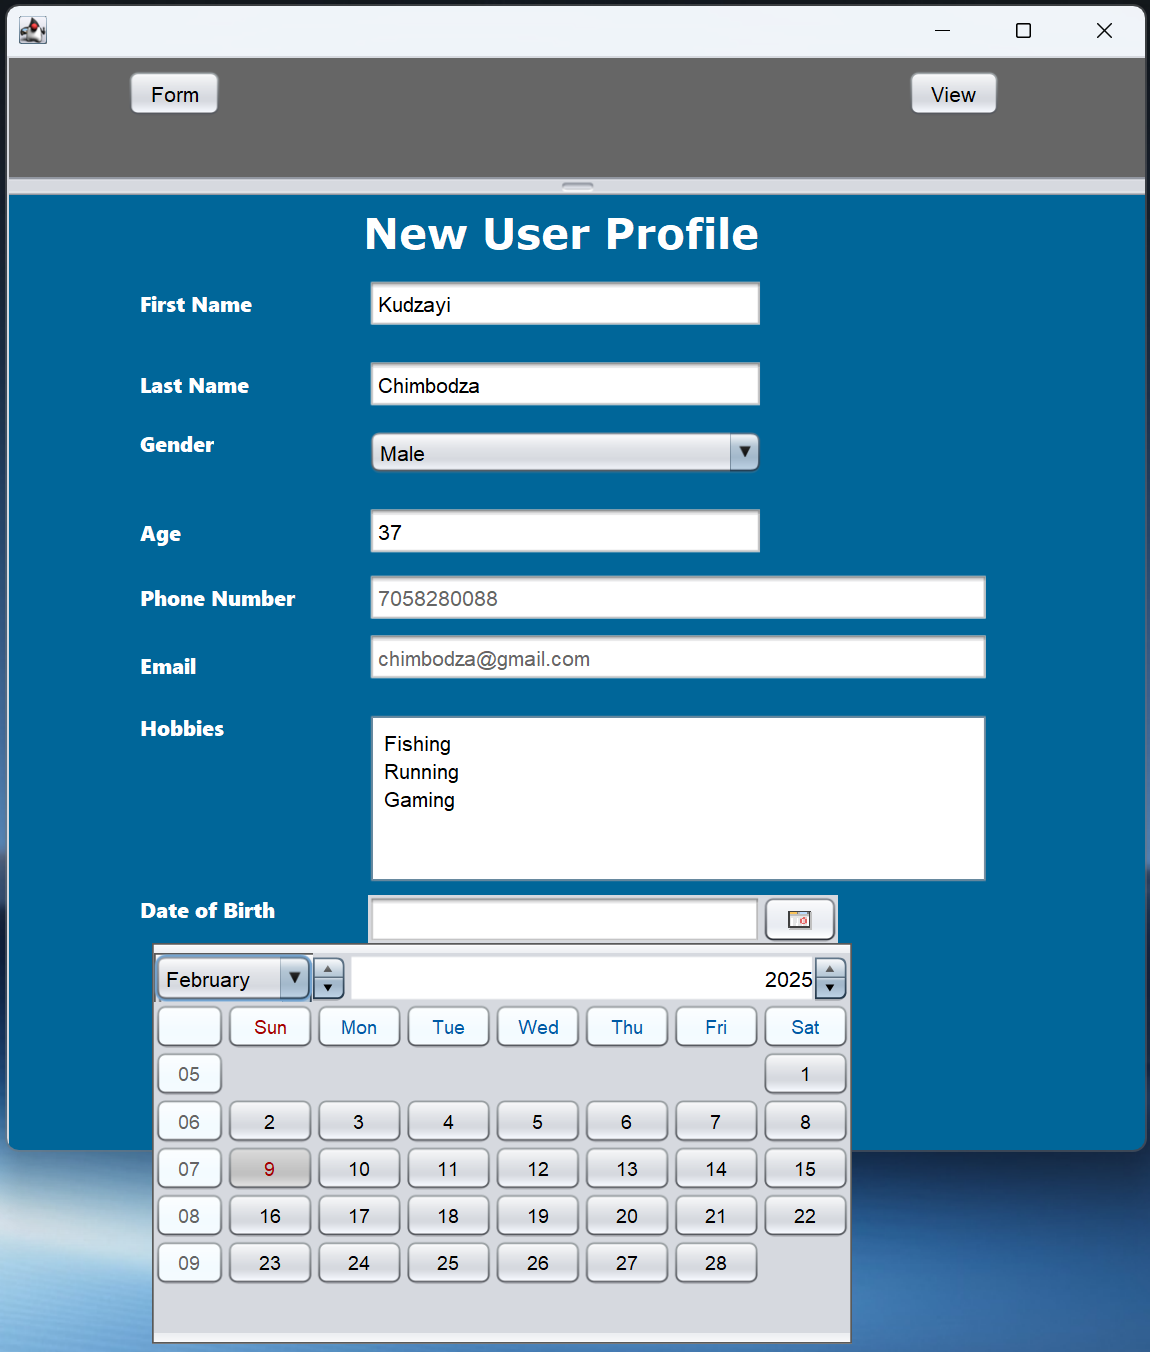 Form View
New User Profile
First Name Kudzayi
Last Name Chimbodza
Gender Male
Age 37
Phone Number 7058280088
Email chimbodza@gmail.com
Hobbies
Fishing
Running
Gaming
Date of Birth
February 2025
Sun Mon Tue Wed Thu Fri Sat
05 1
06 2 3 4 5 6 7 8
07 9 10 11 12 13 14 15
08 16 17 18 19 20 21 22
09 23 24 25 26 27 28